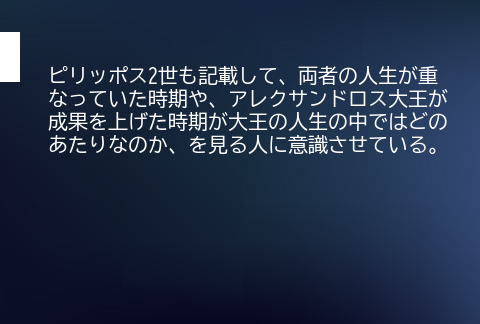 ピリッポス2世も記載して、両者の人生が重
なっていた時期や、アレクサンドロス大王が
成果を上げた時期が大王の人生の中ではどの
あたりなのか、を見る人に意識させている。